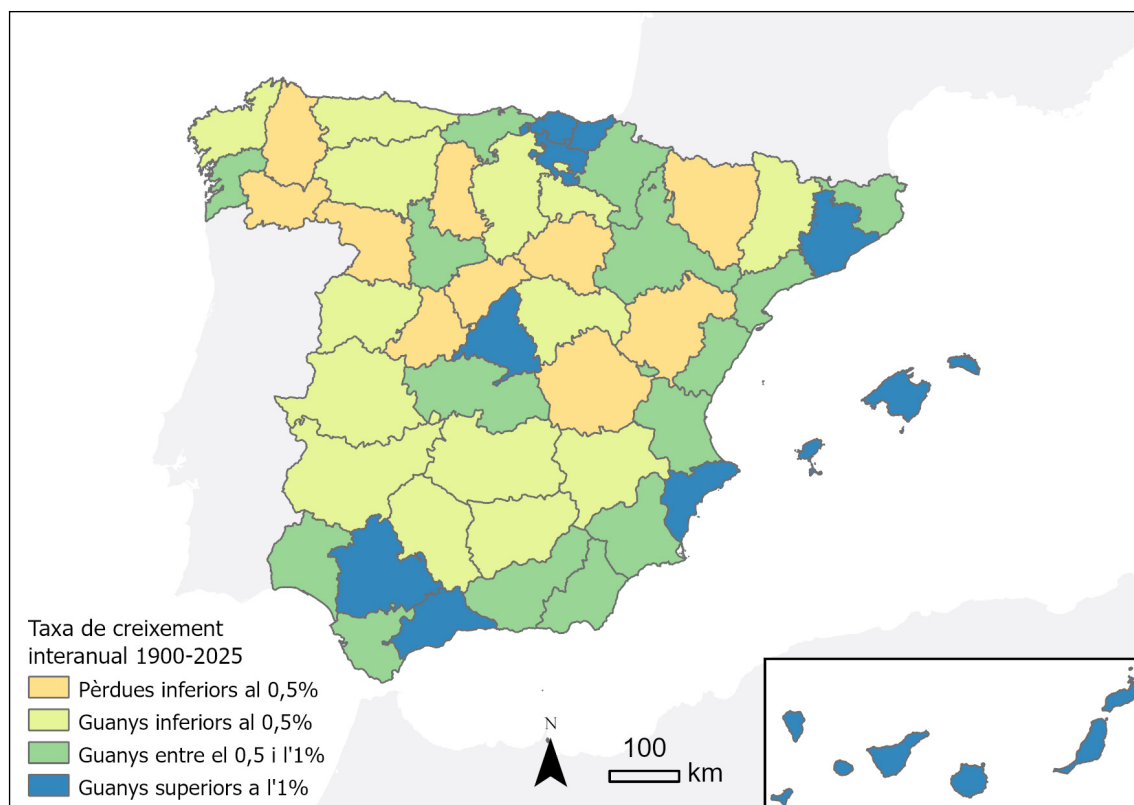 Taxa de creixement
interanual 1900-2025
Pèrdues inferiors al 0,5%
Guanys inferiors al 0,5%
Guanys entre el 0,5 i l'1%
Guanys superiors a l'1%
N
100
km